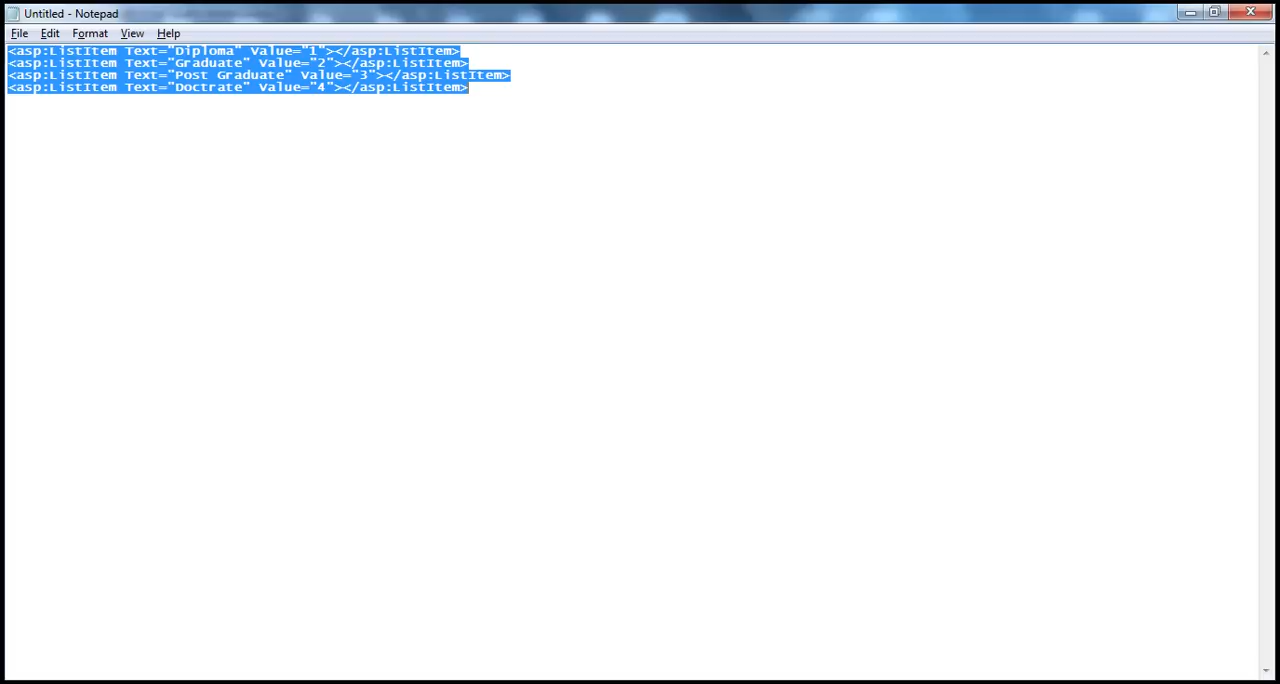 Untitled - Notepad
File Edit Format View Help
<asp:ListItem Text="Diploma" Value="1"></asp:ListItem>
<asp:ListItem Text="Graduate" Value="2"></asp:ListItem>
<asp:ListItem Text="Post Graduate" Value="3"></asp:ListItem>
<asp:ListItem Text="Doctrate" Value="4"></asp:ListItem>